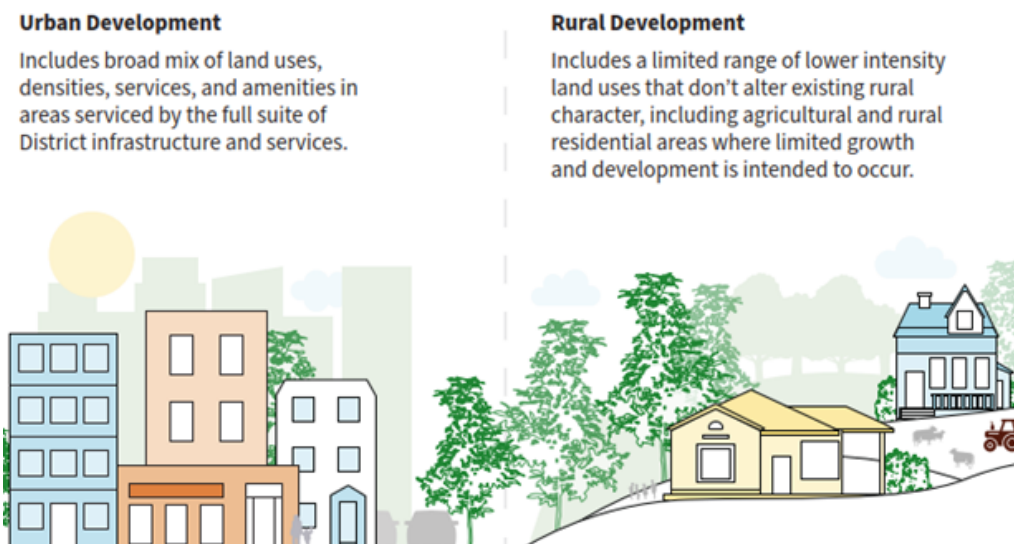 Urban Development
Includes broad mix of land uses,
densities, services, and amenities in
areas serviced by the full suite of
District infrastructure and services.
Rural Development
Includes a limited range of lower intensity
land uses that don’t alter existing rural
character, including agricultural and rural
residential areas where limited growth
and development is intended to occur.